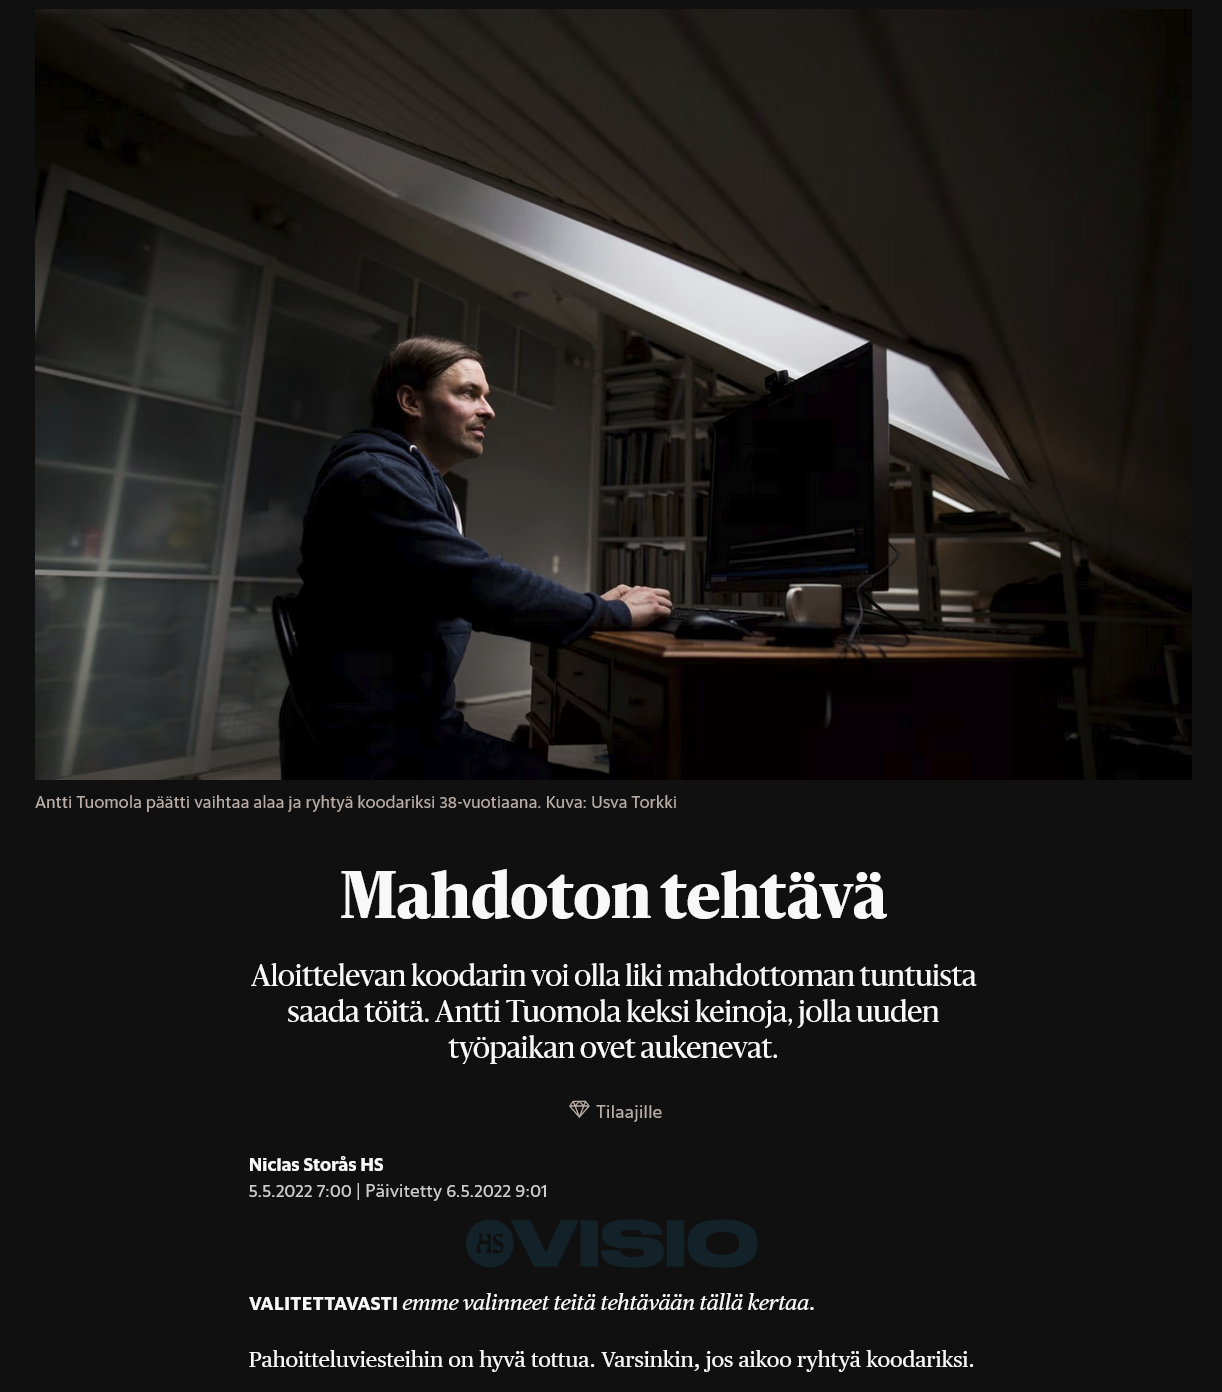 Antti Tuomola päätti vaihtaa alaa ja ryhtyä koodariksi 38-vuotiaana. Kuva: Usva Torkki
Mahdoton tehtävä
Aloittelevan koodarin voi olla liki mahdottoman tuntuista
saada töitä. Antti Tuomola keksi keinoja, jolla uuden
työpaikan ovet aukenevat.
Tilaajille
Niclas Storås HS
5.5.2022 7:00 | Päivitetty 6.5.2022 9:01
HS VISIO
VALITETTAVASTI emme valinneet teitä tehtävään tällä kertaa.
Pahoitteluviesteihin on hyvä tottua. Varsinkin, jos aikoo ryhtyä koodariksi.